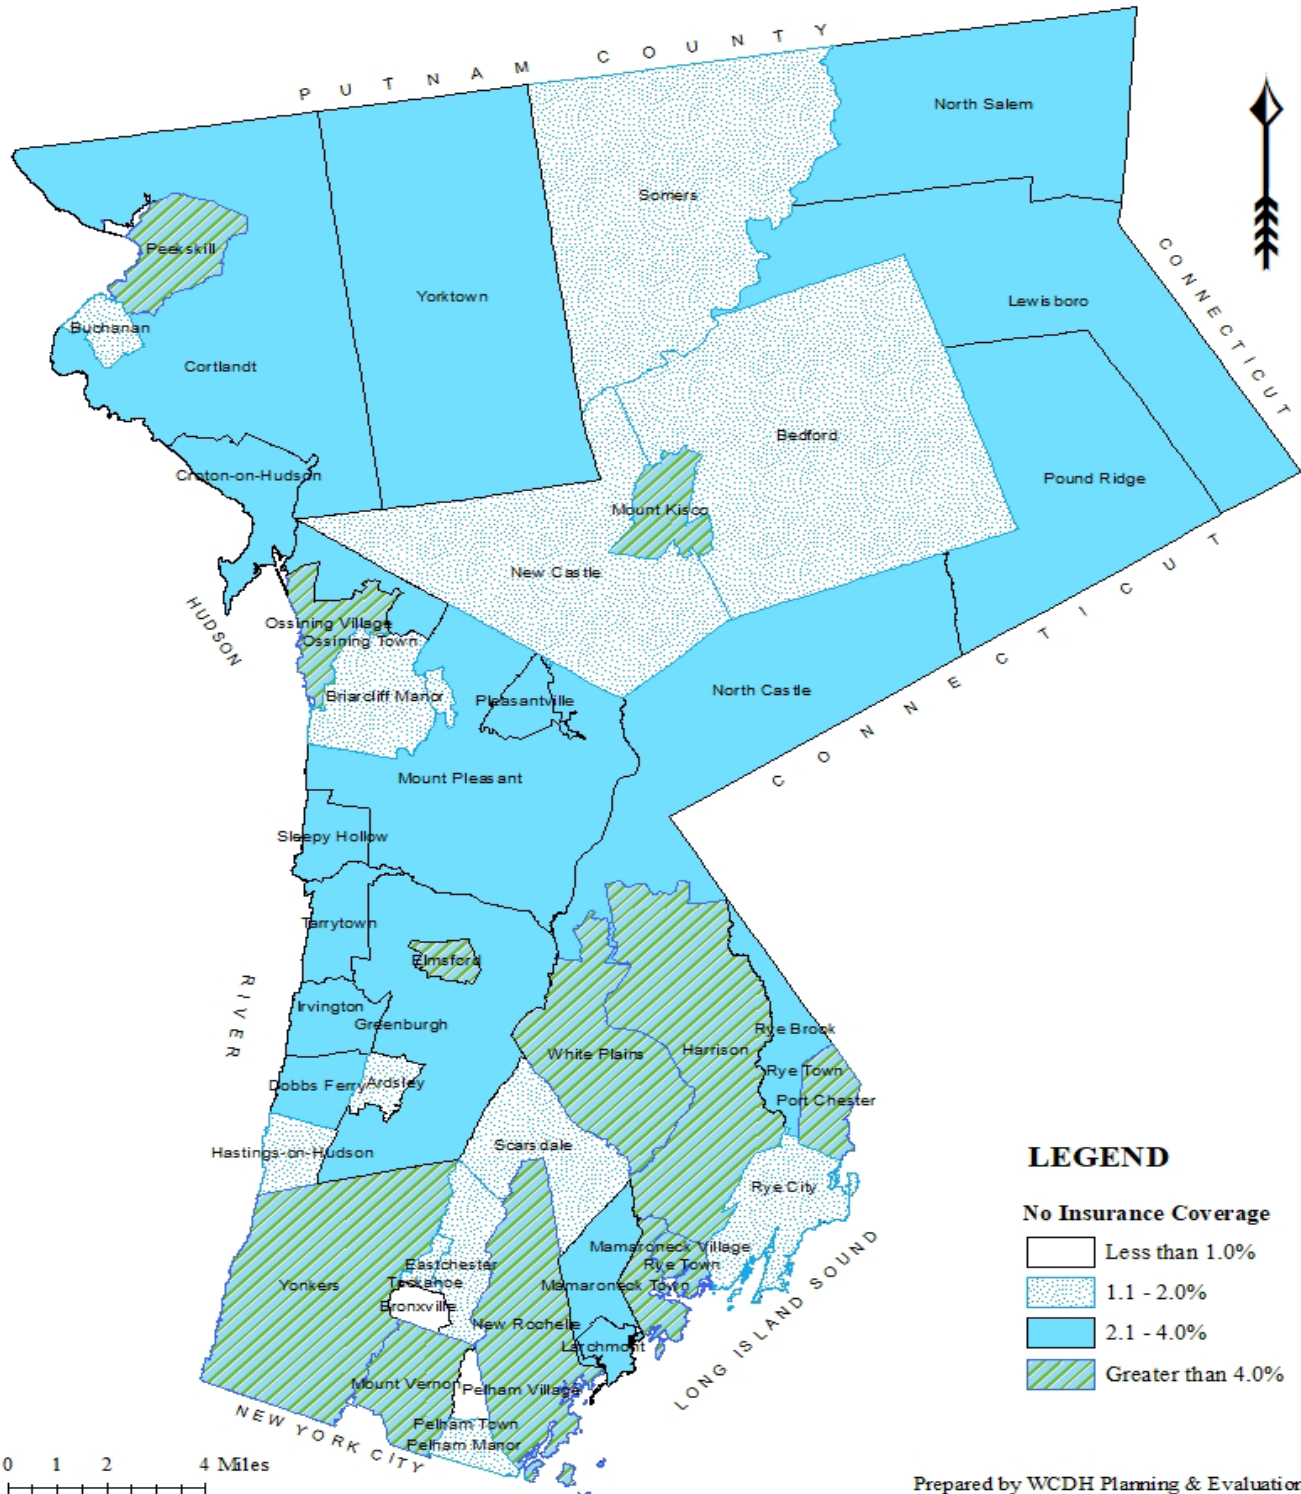 PUTNAM COUNTY
North Salem
Somers
Peekskill
CONNECTICUT
Yorktown
Lewisboro
Buchanan
Cortlandt
Bedford
Croton-on-Hudson
Pound Ridge
Mount Kisco
New Castle
HUDSON
Ossining Village
Ossining Town
CONNECTICUT
North Castle
Briarcliff Manor
Pleasantville
Mount Pleasant
Sleepy Hollow
Tarrytown
Elmsford
RIVER
Irvington
Greenburgh
Rye Brook
White Plains
Harrison
Rye Town
Dobbs Ferry
Ardsley
Port Chester
Scarsdale
Hastings-on-Hudson
Rye City
Mamaroneck Village
Eastchester
Rye Town
Yonkers
Tuckahoe
Mamaroneck Town
Bronxville
New Rochelle
Larchmont
LONG ISLAND SOUND
Mount Vernon
Pelham Village
Pelham Town
Pelham Manor
NEW YORK CITY
LEGEND
No Insurance Coverage
Less than 1.0%
1.1 - 2.0%
2.1 - 4.0%
Greater than 4.0%
0 1 2 4 Miles
Prepared by WCDH Planning & Evaluation